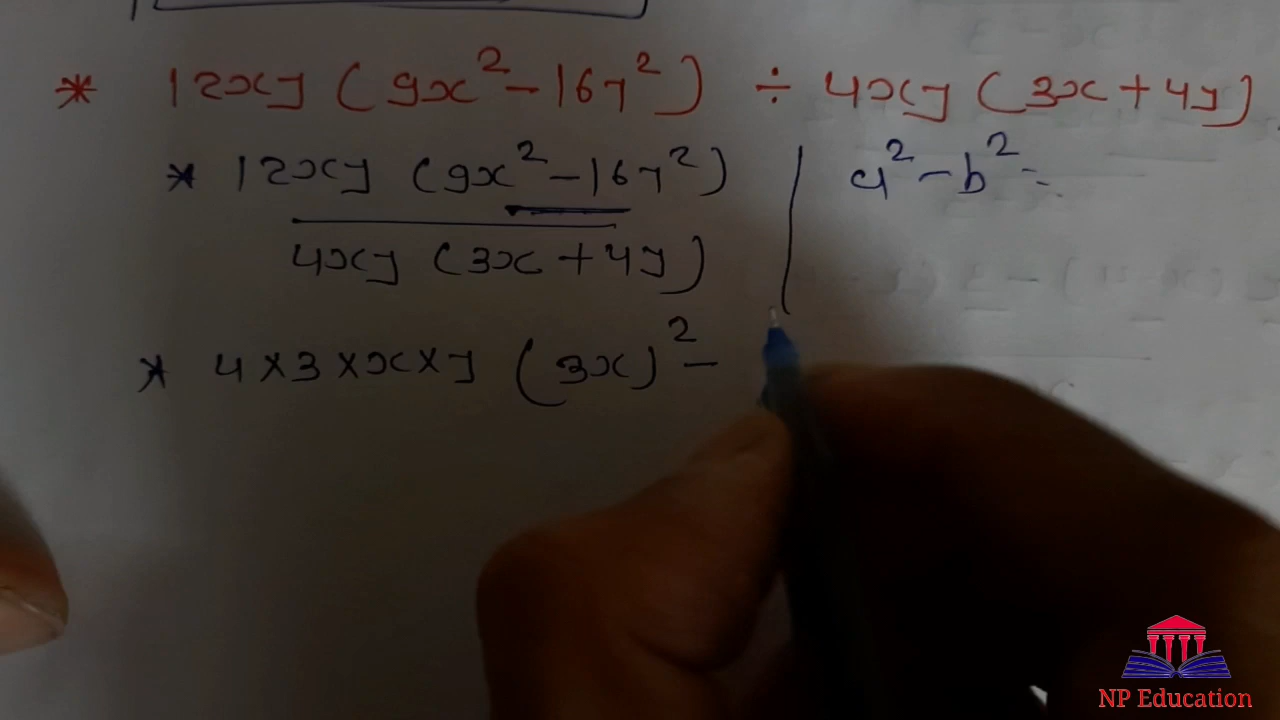 * 12xy (9x² - 16y²) ÷ 4xy (3x + 4y)
* 12xy (9x² - 16y²)
4xy (3x + 4y)
a² - b² =
* 4 × 3 × x × y (3x)² -
NP Education